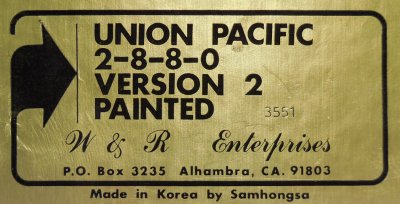 UNION PACIFIC
2-8-8-0
VERSION 2
PAINTED 3551
W & R Enterprises
P.O. Box 3235 Alhambra, CA. 91803
Made in Korea by Samhongsa